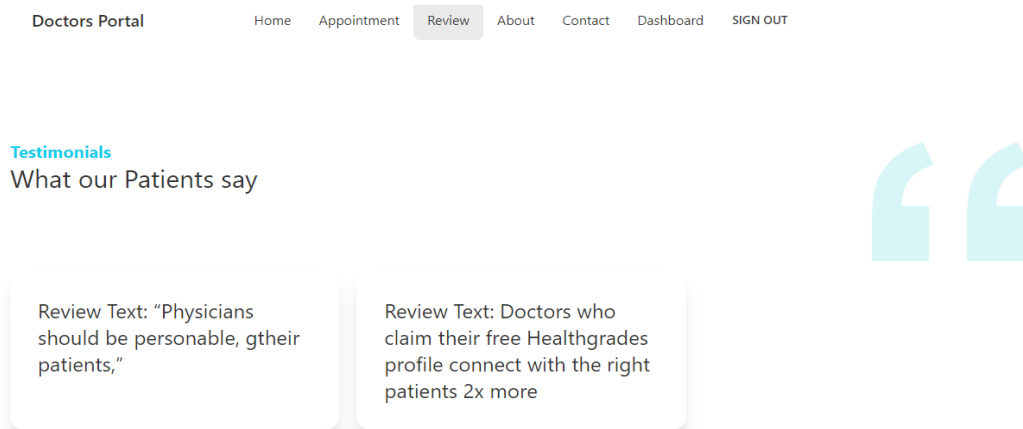 Doctors Portal Home Appointment Review About Contact Dashboard SIGN OUT
Testimonials
What our Patients say
Review Text: “Physicians
should be personable, gtheir
patients,”
Review Text: Doctors who
claim their free Healthgrades
profile connect with the right
patients 2x more